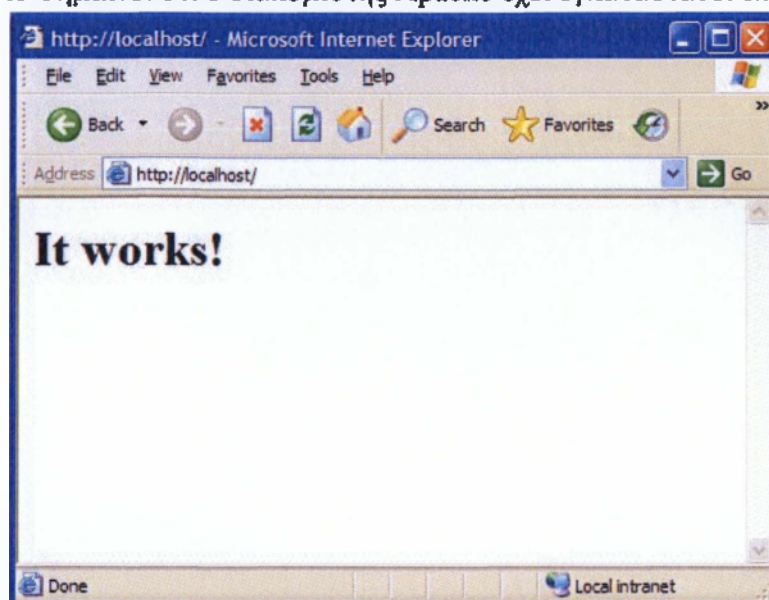 http://localhost/ - Microsoft Internet Explorer
File Edit View Favorites Tools Help
Back Search Favorites »
Address http://localhost/ Go
It works!
Done Local intranet